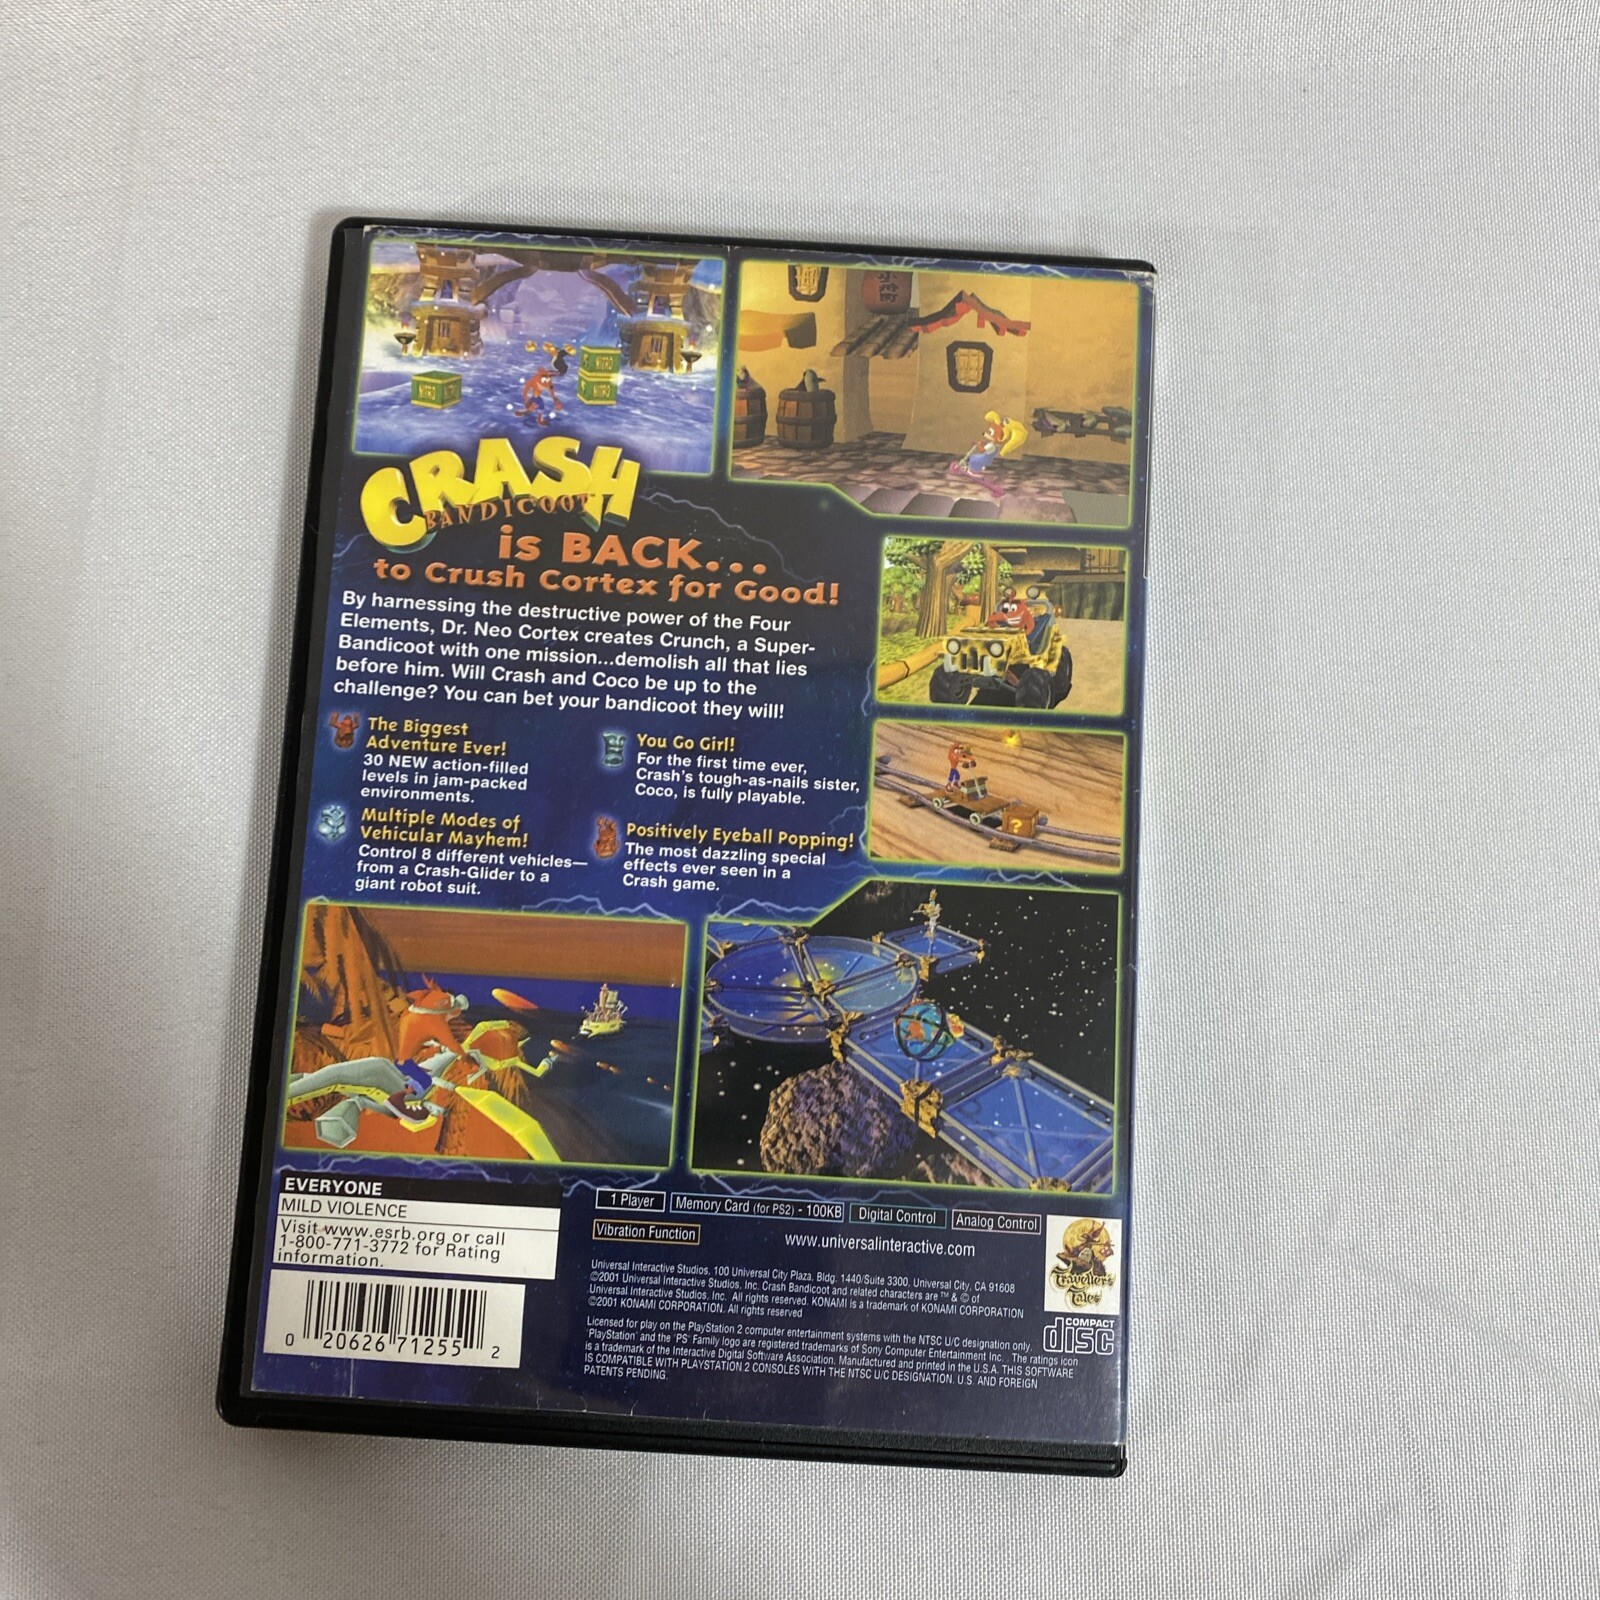 NITRO
NITRO
NITRO
CRASH
BANDICOOT
is BACK...
to Crush Cortex for Good!
By harnessing the destructive power of the Four
Elements, Dr. Neo Cortex creates Crunch, a Super-
Bandicoot with one mission...demolish all that lies
before him. Will Crash and Coco be up to the
challenge? You can bet your bandicoot they will!
The Biggest
Adventure Ever!
30 NEW action-filled
levels in jam-packed
environments.
You Go Girl!
For the first time ever,
Crash's tough-as-nails sister,
Coco, is fully playable.
Multiple Modes of
Vehicular Mayhem!
Control 8 different vehicles—
from a Crash-Glider to a
giant robot suit.
Positively Eyeball Popping!
The most dazzling special
effects ever seen in a
Crash game.
?
EVERYONE
MILD VIOLENCE
Visit www.esrb.org or call
1-800-771-3772 for Rating
information.
0 20626 71255 2
1 Player
Memory Card (for PS2) - 100KB
Digital Control
Analog Control
Vibration Function
www.universalinteractive.com
Traveller's
Tales
Universal Interactive Studios, 100 Universal City Plaza, Bldg. 1440/Suite 3300, Universal City, CA 91608
©2001 Universal Interactive Studios, Inc. Crash Bandicoot and related characters are ™ & © of
Universal Interactive Studios, Inc. All rights reserved. KONAMI is a trademark of KONAMI CORPORATION
©2001 KONAMI CORPORATION. All rights reserved
Licensed for play on the PlayStation 2 computer entertainment systems with the NTSC U/C designation only.
"PlayStation" and the "PS" Family logo are registered trademarks of Sony Computer Entertainment Inc. The ratings icon
is a trademark of the Interactive Digital Software Association. Manufactured and printed in the U.S.A. THIS SOFTWARE
IS COMPATIBLE WITH PLAYSTATION 2 CONSOLES WITH THE NTSC U/C DESIGNATION. U.S. AND FOREIGN
PATENTS PENDING.
COMPACT
disc